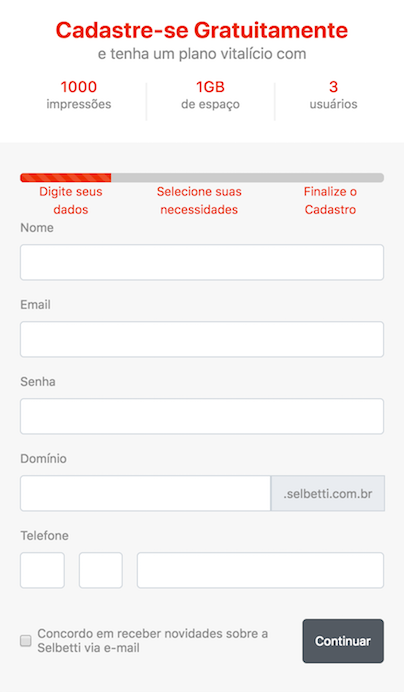 Cadastre-se Gratuitamente
e tenha um plano vitalício com
1000 1GB 3
impressões de espaço usuários
Digite seus Selecione suas Finalize o
dados necessidades Cadastro
Nome
Email
Senha
Domínio
.selbetti.com.br
Telefone
Concordo em receber novidades sobre a
Selbetti via e-mail
Continuar